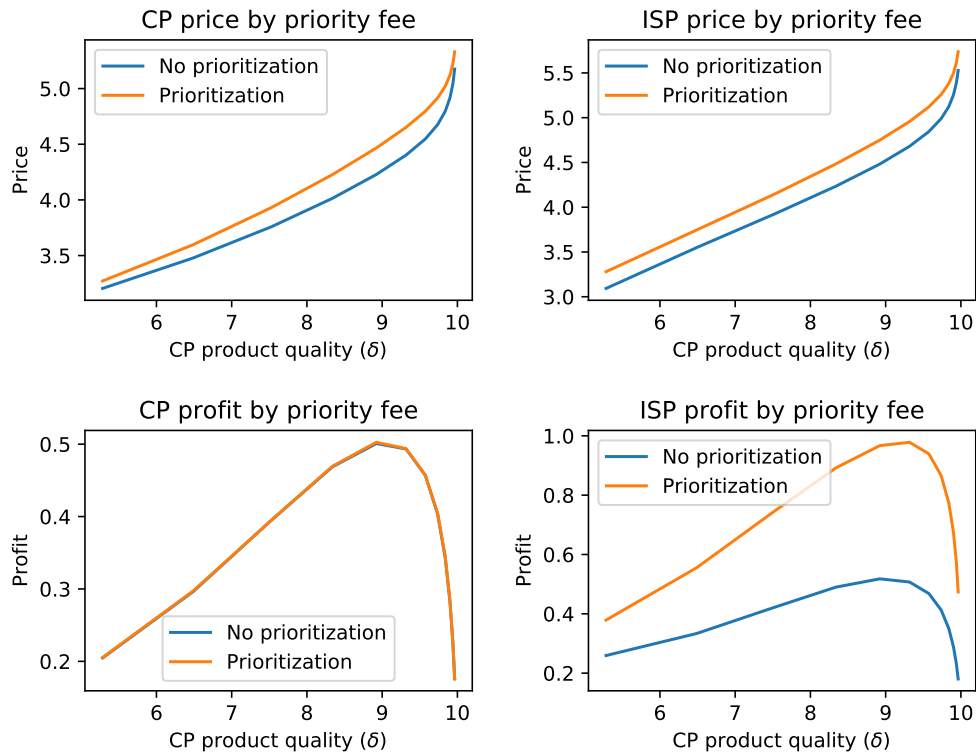 CP price by priority fee
No prioritization
Prioritization
Price
5.0
4.5
4.0
3.5
6 7 8 9 10
CP product quality (δ)
ISP price by priority fee
No prioritization
Prioritization
Price
5.5
5.0
4.5
4.0
3.5
3.0
6 7 8 9 10
CP product quality (δ)
CP profit by priority fee
No prioritization
Prioritization
Profit
0.5
0.4
0.3
0.2
6 7 8 9 10
CP product quality (δ)
ISP profit by priority fee
No prioritization
Prioritization
Profit
1.0
0.8
0.6
0.4
0.2
6 7 8 9 10
CP product quality (δ)